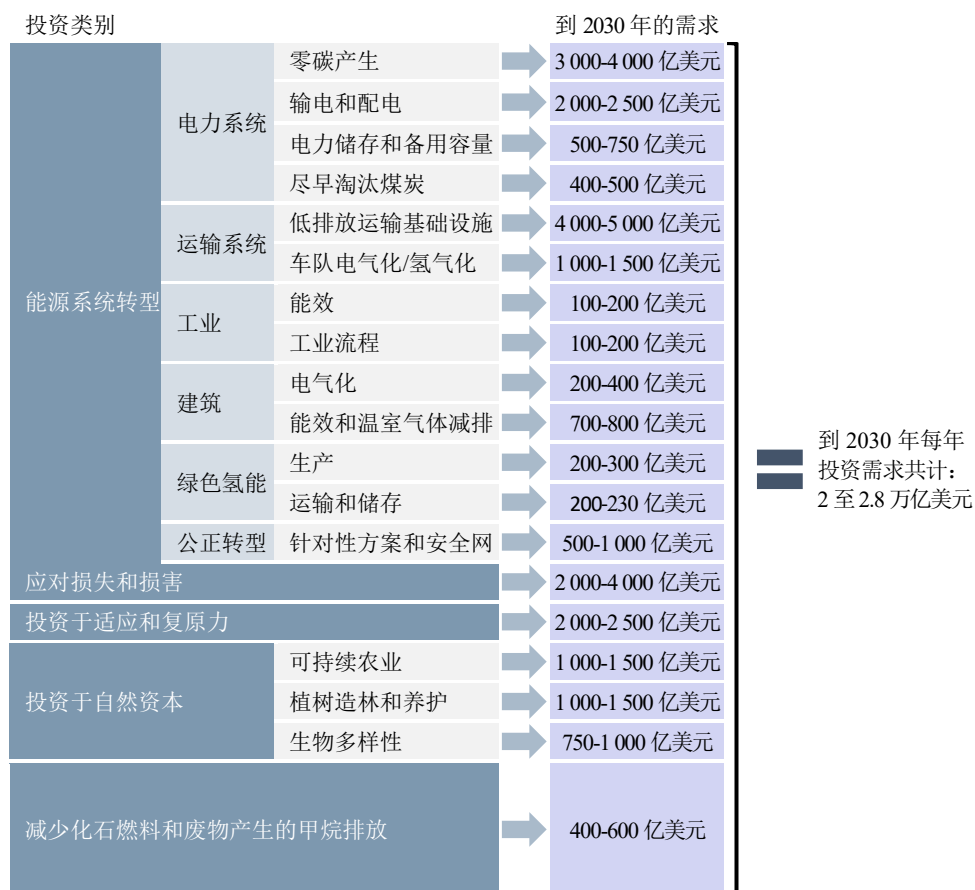 投资类别
到 2030 年的需求
能源系统转型
电力系统
零碳产生
3 000-4 000 亿美元
输电和配电
2 000-2 500 亿美元
电力储存和备用容量
500-750 亿美元
尽早淘汰煤炭
400-500 亿美元
运输系统
低排放运输基础设施
4 000-5 000 亿美元
车队电气化/氢气化
1 000-1 500 亿美元
工业
能效
100-200 亿美元
工业流程
100-200 亿美元
建筑
电气化
200-400 亿美元
能效和温室气体减排
700-800 亿美元
绿色氢能
生产
200-300 亿美元
运输和储存
200-230 亿美元
公正转型
针对性方案和安全网
500-1 000 亿美元
应对损失和损害
2 000-4 000 亿美元
投资于适应和复原力
2 000-2 500 亿美元
投资于自然资本
可持续农业
1 000-1 500 亿美元
植树造林和养护
1 000-1 500 亿美元
生物多样性
750-1 000 亿美元
减少化石燃料和废物产生的甲烷排放
400-600 亿美元
到 2030 年每年
投资需求共计：
2 至 2.8 万亿美元